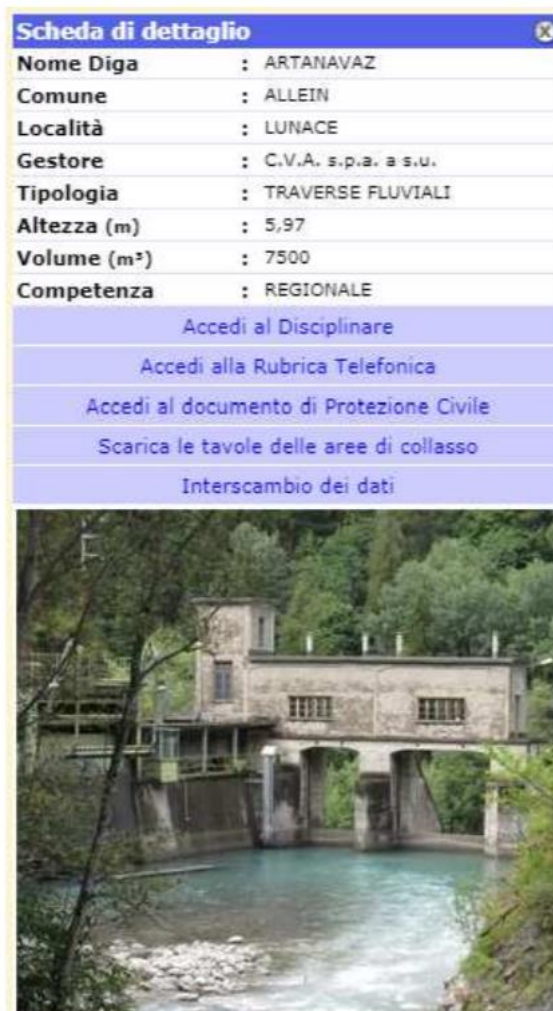 Scheda di dettaglio
Nome Diga : ARTANAVAZ
Comune : ALLEIN
Località : LUNACE
Gestore : C.V.A. s.p.a. a s.u.
Tipologia : TRAVERSE FLUVIALI
Altezza (m) : 5,97
Volume (m³) : 7500
Competenza : REGIONALE
Accedi al Disciplinare
Accedi alla Rubrica Telefonica
Accedi al documento di Protezione Civile
Scarica le tavole delle aree di collasso
Interscambio dei dati